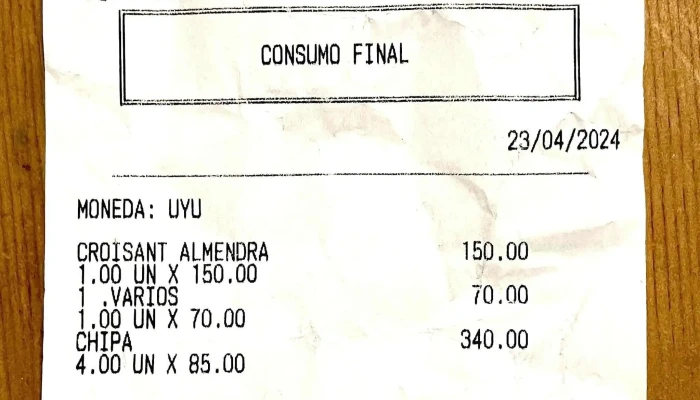 CONSUMO FINAL
23/04/2024
MONEDA: UYU
CROISANT ALMENDRA 150.00
1.00 UN X 150.00
1 .VARIOS 70.00
1.00 UN X 70.00
CHIPA 340.00
4.00 UN X 85.00